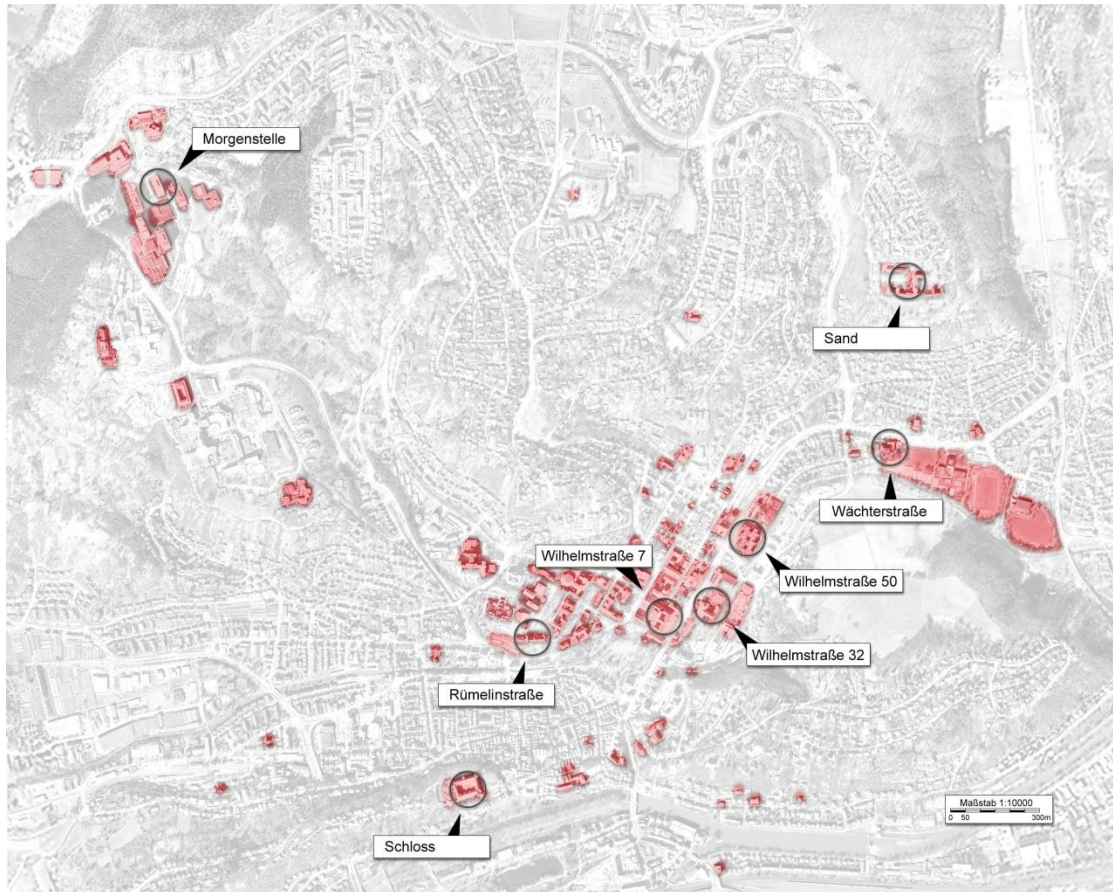 Morgenstelle
Sand
Wächterstraße
Wilhelmstraße 7
Wilhelmstraße 50
Wilhelmstraße 32
Rümelinstraße
Schloss
Maßstab 1:10000
0 50 300m